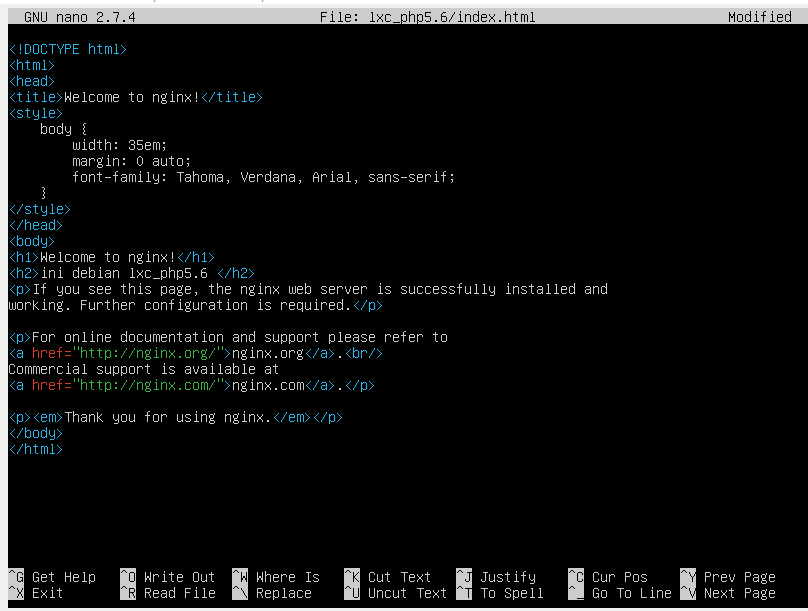 GNU nano 2.7.4 File: lxc_php5.6/index.html Modified
<!DOCTYPE html>
<html>
<head>
<title>Welcome to nginx!</title>
<style>
    body {
        width: 35em;
        margin: 0 auto;
        font-family: Tahoma, Verdana, Arial, sans-serif;
    }
</style>
</head>
<body>
<h1>Welcome to nginx!</h1>
<h2>ini debian lxc_php5.6 </h2>
<p>If you see this page, the nginx web server is successfully installed and
working. Further configuration is required.</p>
<p>For online documentation and support please refer to
<a href="http://nginx.org/">nginx.org</a>.<br/>
Commercial support is available at
<a href="http://nginx.com/">nginx.com</a>.</p>
<p><em>Thank you for using nginx.</em></p>
</body>
</html>
^G Get Help ^O Write Out ^W Where Is ^K Cut Text ^J Justify ^C Cur Pos ^Y Prev Page
^X Exit ^R Read File ^\ Replace ^U Uncut Text ^T To Spell ^_ Go To Line ^V Next Page